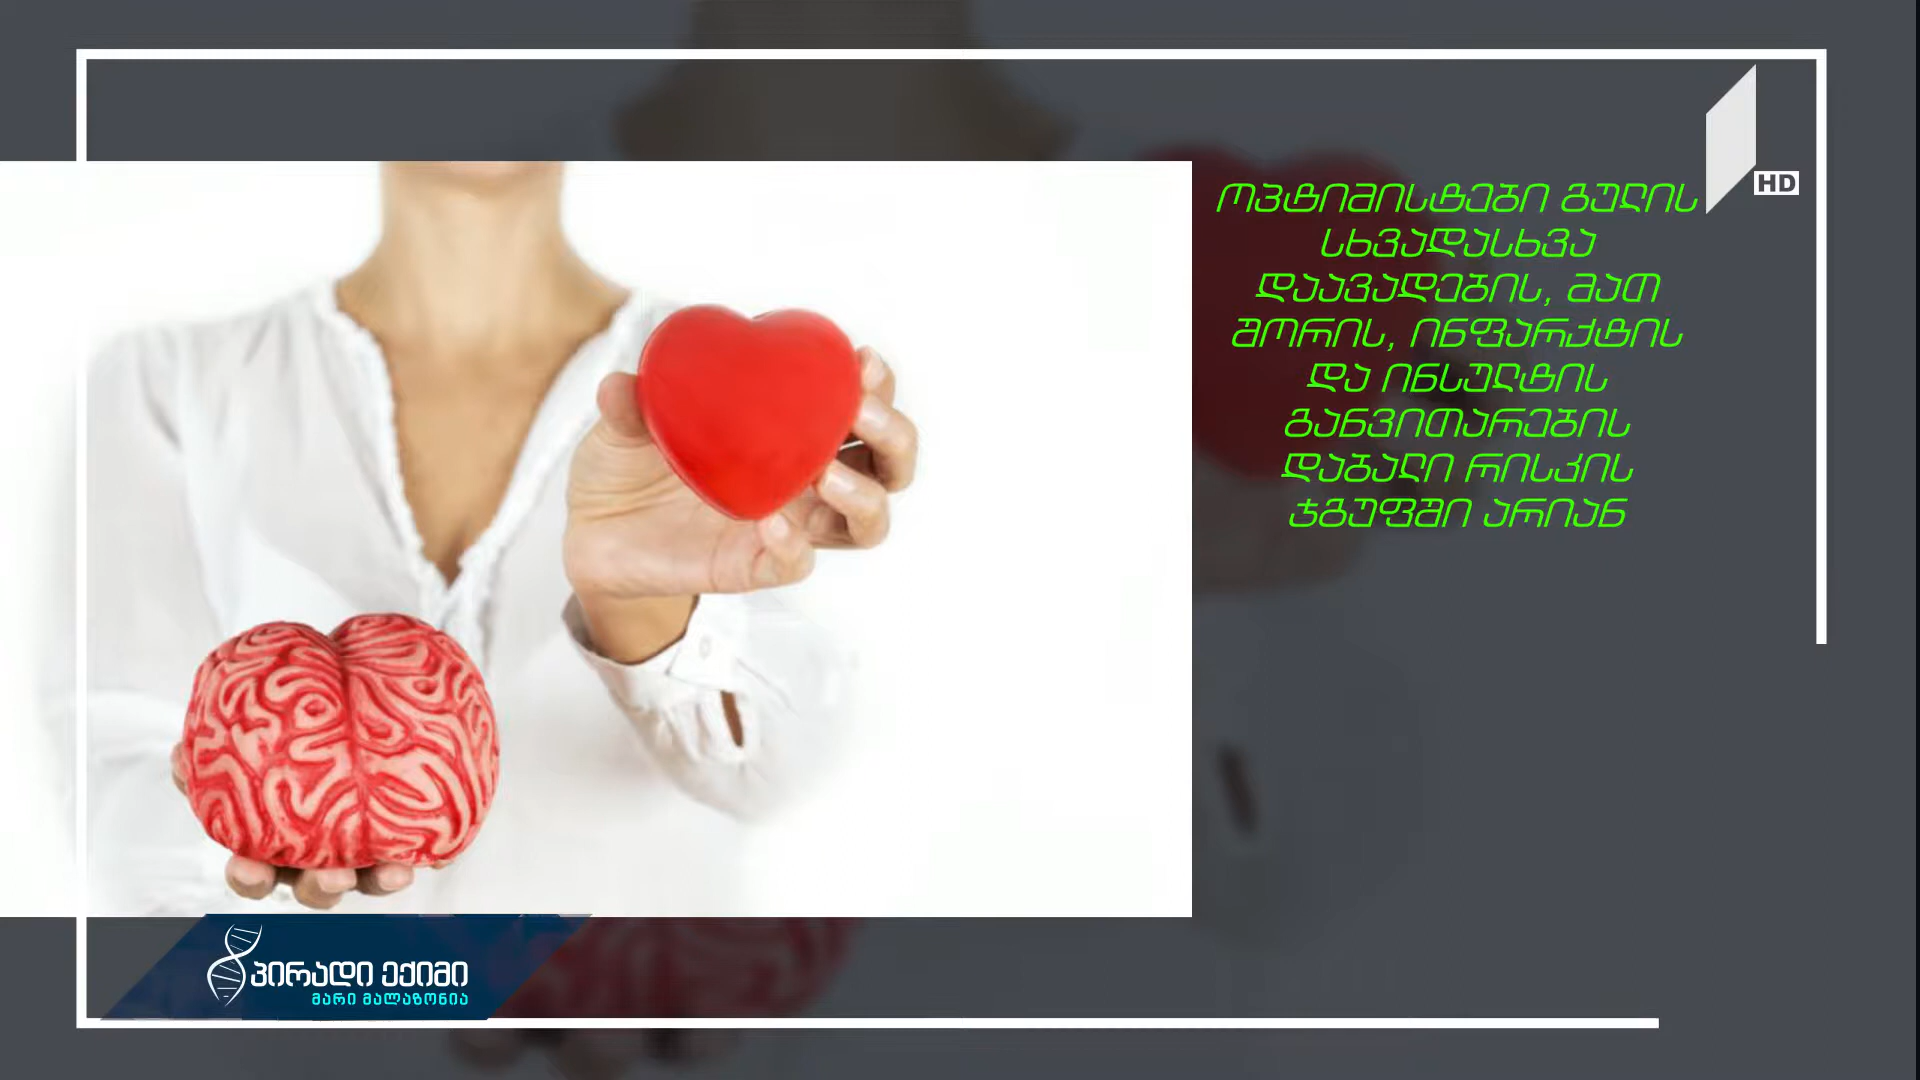 ოპტიმისტები გულის
სხვადასხვა
დაავადების, მათ
შორის, ინფარქტის
და ინსულტის
განვითარების
დაბალი რისკის
ჯგუფში არიან
HD
პირადი ექიმი
მარი მალაზონია